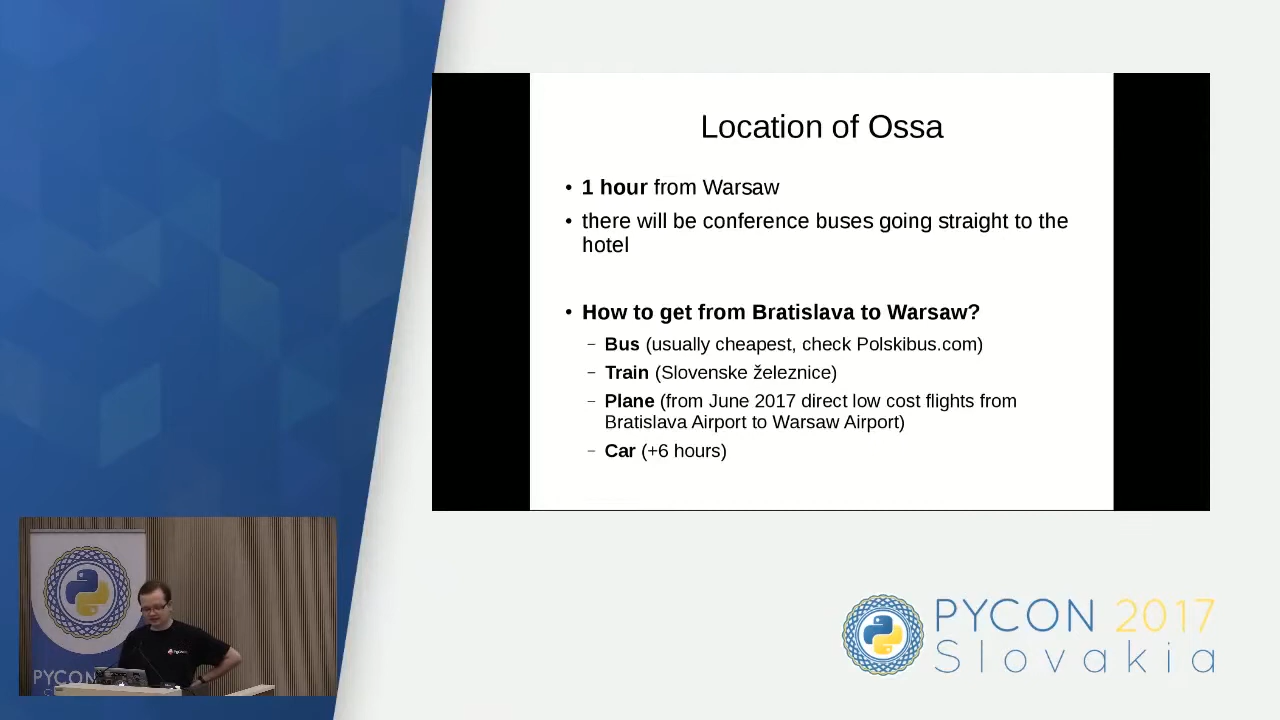 Location of Ossa
• 1 hour from Warsaw
• there will be conference buses going straight to the
hotel
• How to get from Bratislava to Warsaw?
– Bus (usually cheapest, check Polskibus.com)
– Train (Slovenske železnice)
– Plane (from June 2017 direct low cost flights from
Bratislava Airport to Warsaw Airport)
– Car (+6 hours)
PYCON
PYCON 2017
Slovakia